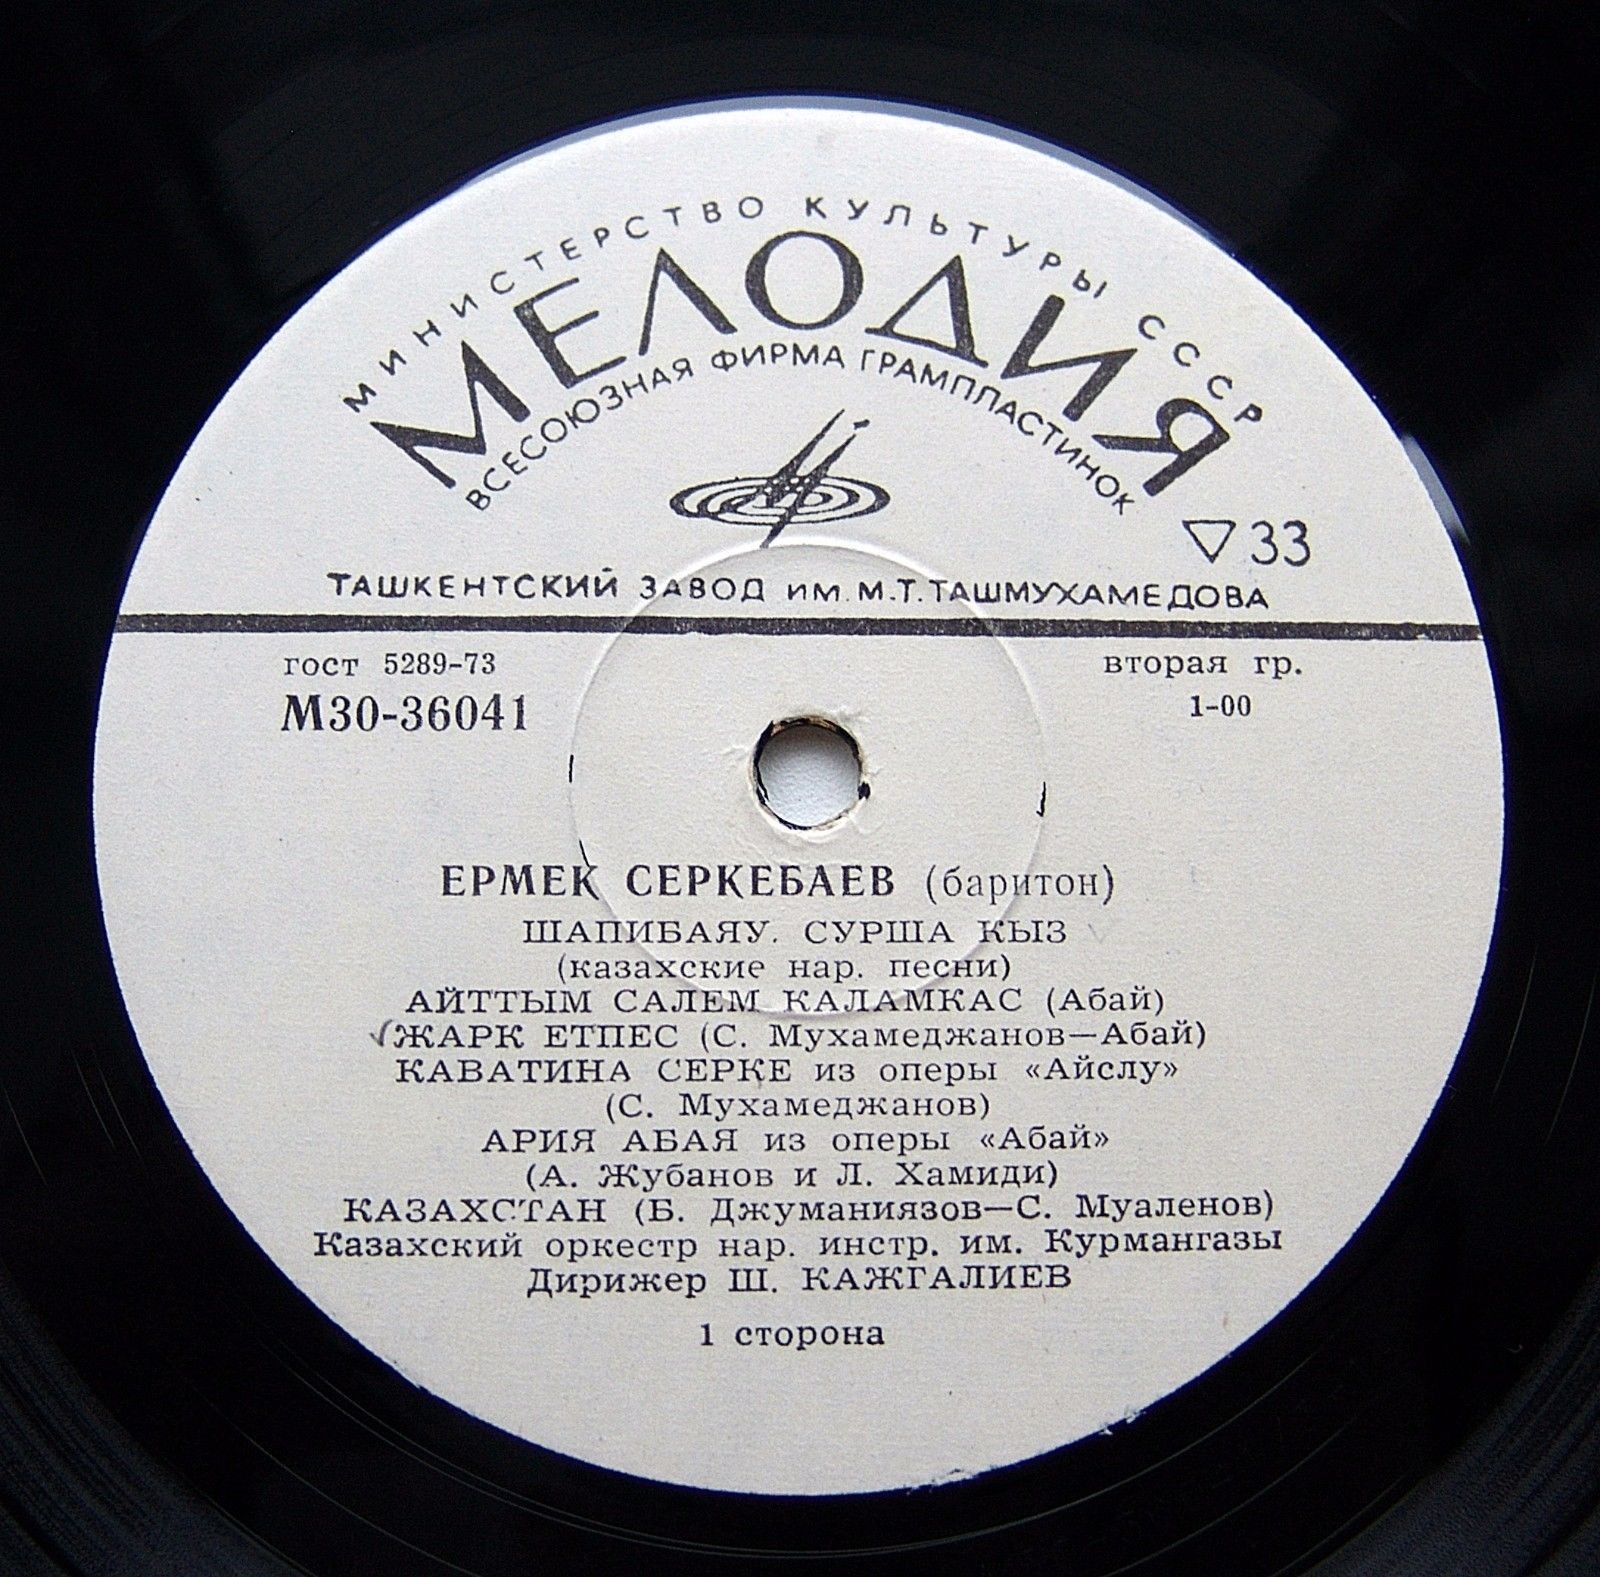 МИНИСТЕРСТВО КУЛЬТУРЫ СССР
МЕЛОДИЯ
ВСЕСОЮЗНАЯ ФИРМА ГРАМПЛАСТИНОК
33
ТАШКЕНТСКИЙ ЗАВОД ИМ. М.Т.ТАШМУХАМЕДОВА
гост 5289-73
вторая гр.
М30-36041
1-00
ЕРМЕК СЕРКЕБАЕВ (баритон)
ШАПИБАЯУ. СУРША КЫЗ
(казахские нар. песни)
АЙТТЫМ САЛЕМ КАЛАМКАС (Абай)
ЖАРК ЕТПЕС (С. Мухамеджанов—Абай)
КАВАТИНА СЕРКЕ из оперы «Айслу»
(С. Мухамеджанов)
АРИЯ АБАЯ из оперы «Абай»
(А. Жубанов и Л. Хамиди)
КАЗАХСТАН (Б. Джуманиязов—С. Муаленов)
Казахский оркестр нар. инстр. им. Курмангазы
Дирижер Ш. КАЖГАЛИЕВ
1 сторона